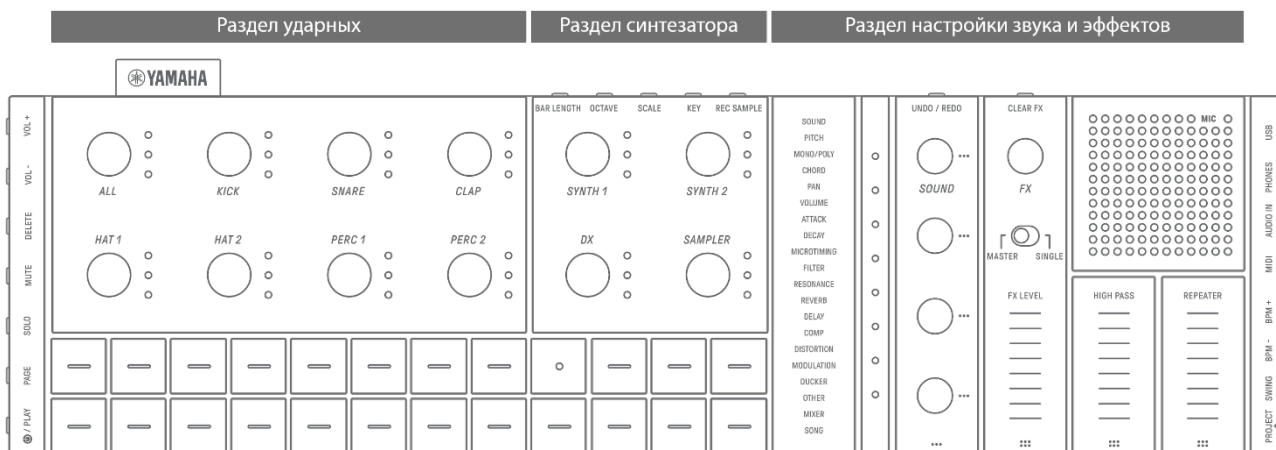 Раздел ударных
Раздел синтезатора
Раздел настройки звука и эффектов
YAMAHA
VOL +
VOL -
DELETE
MUTE
SOLO
PAGE
/ PLAY
ALL
KICK
SNARE
CLAP
HAT 1
HAT 2
PERC 1
PERC 2
BAR LENGTH
OCTAVE
SCALE
KEY
REC SAMPLE
SYNTH 1
SYNTH 2
DX
SAMPLER
SOUND
PITCH
MONO/POLY
CHORD
PAN
VOLUME
ATTACK
DECAY
MICROTIMING
FILTER
RESONANCE
REVERB
DELAY
COMP
DISTORTION
MODULATION
DUCKER
OTHER
MIXER
SONG
UNDO / REDO
SOUND
CLEAR FX
FX
MASTER
SINGLE
FX LEVEL
MIC
HIGH PASS
REPEATER
USB
PHONES
AUDIO IN
MIDI
BPM +
BPM -
SWING
PROJECT